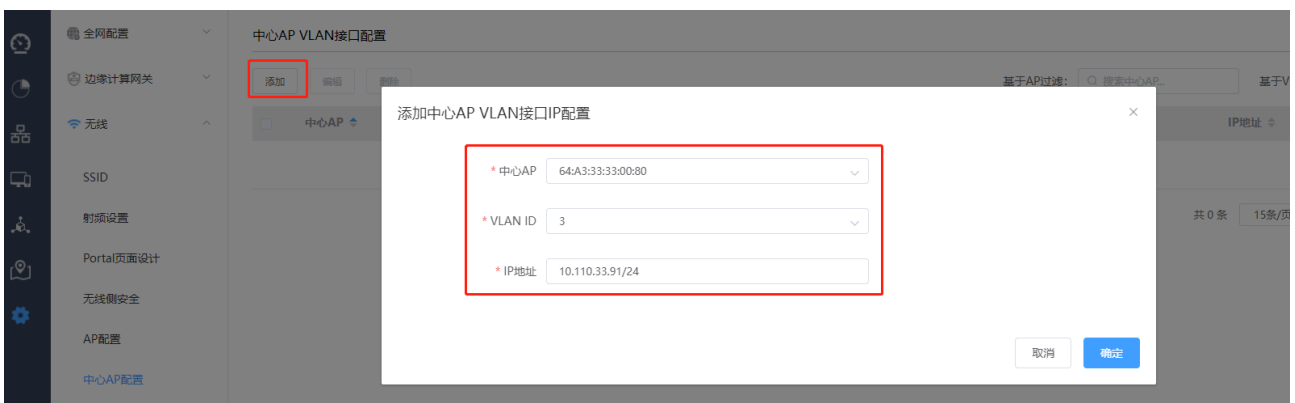 全网配置
边缘计算网关
无线
SSID
射频设置
Portal页面设计
无线侧安全
AP配置
中心AP配置
中心AP VLAN接口配置
添加
编辑
删除
基于AP过滤:
搜索中心AP...
基于V
中心AP
IP地址
共 0 条
15条/页
添加中心AP VLAN接口IP配置
* 中心AP
64:A3:33:33:00:80
* VLAN ID
3
* IP地址
10.110.33.91/24
取消
确定